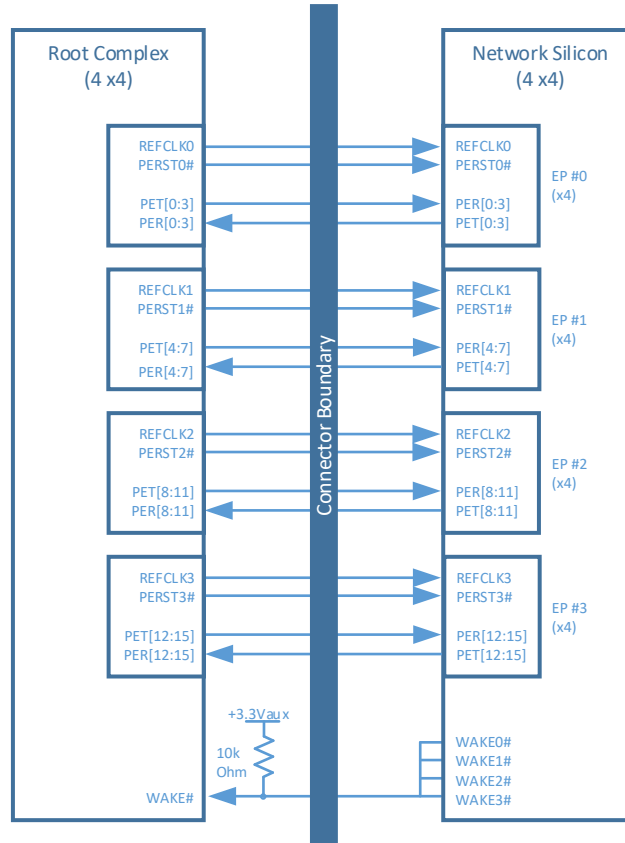 Root Complex
(4 x4)
REFCLK0
PERST0#
PET[0:3]
PER[0:3]
REFCLK1
PERST1#
PET[4:7]
PER[4:7]
REFCLK2
PERST2#
PET[8:11]
PER[8:11]
REFCLK3
PERST3#
PET[12:15]
PER[12:15]
+3.3Vaux
10k
Ohm
WAKE#
Connector Boundary
Network Silicon
(4 x4)
REFCLK0
PERST0#
PER[0:3]
PET[0:3]
EP #0
(x4)
REFCLK1
PERST1#
PER[4:7]
PET[4:7]
EP #1
(x4)
REFCLK2
PERST2#
PER[8:11]
PET[8:11]
EP #2
(x4)
REFCLK3
PERST3#
PER[12:15]
PET[12:15]
EP #3
(x4)
WAKE0#
WAKE1#
WAKE2#
WAKE3#